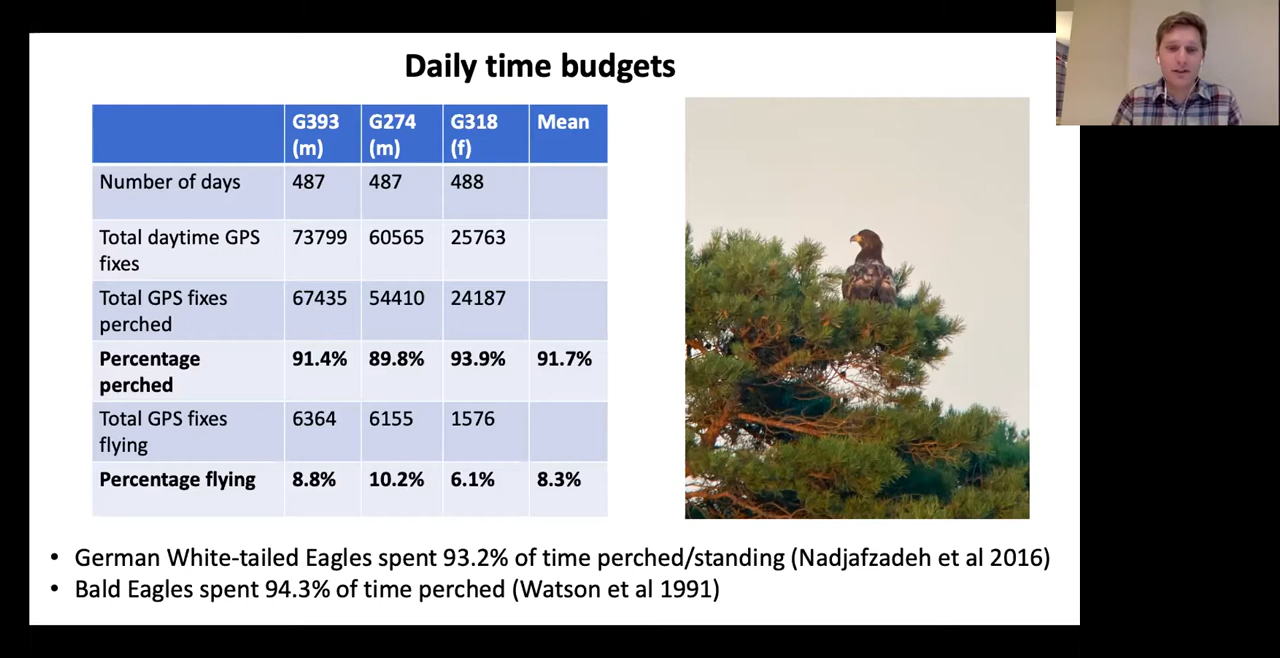 Daily time budgets
G393 G274 G318 Mean
(m) (m) (f)
Number of days 487 487 488
Total daytime GPS 73799 60565 25763
fixes
Total GPS fixes 67435 54410 24187
perched
Percentage 91.4% 89.8% 93.9% 91.7%
perched
Total GPS fixes 6364 6155 1576
flying
Percentage flying 8.8% 10.2% 6.1% 8.3%
• German White-tailed Eagles spent 93.2% of time perched/standing (Nadjafzadeh et al 2016)
• Bald Eagles spent 94.3% of time perched (Watson et al 1991)